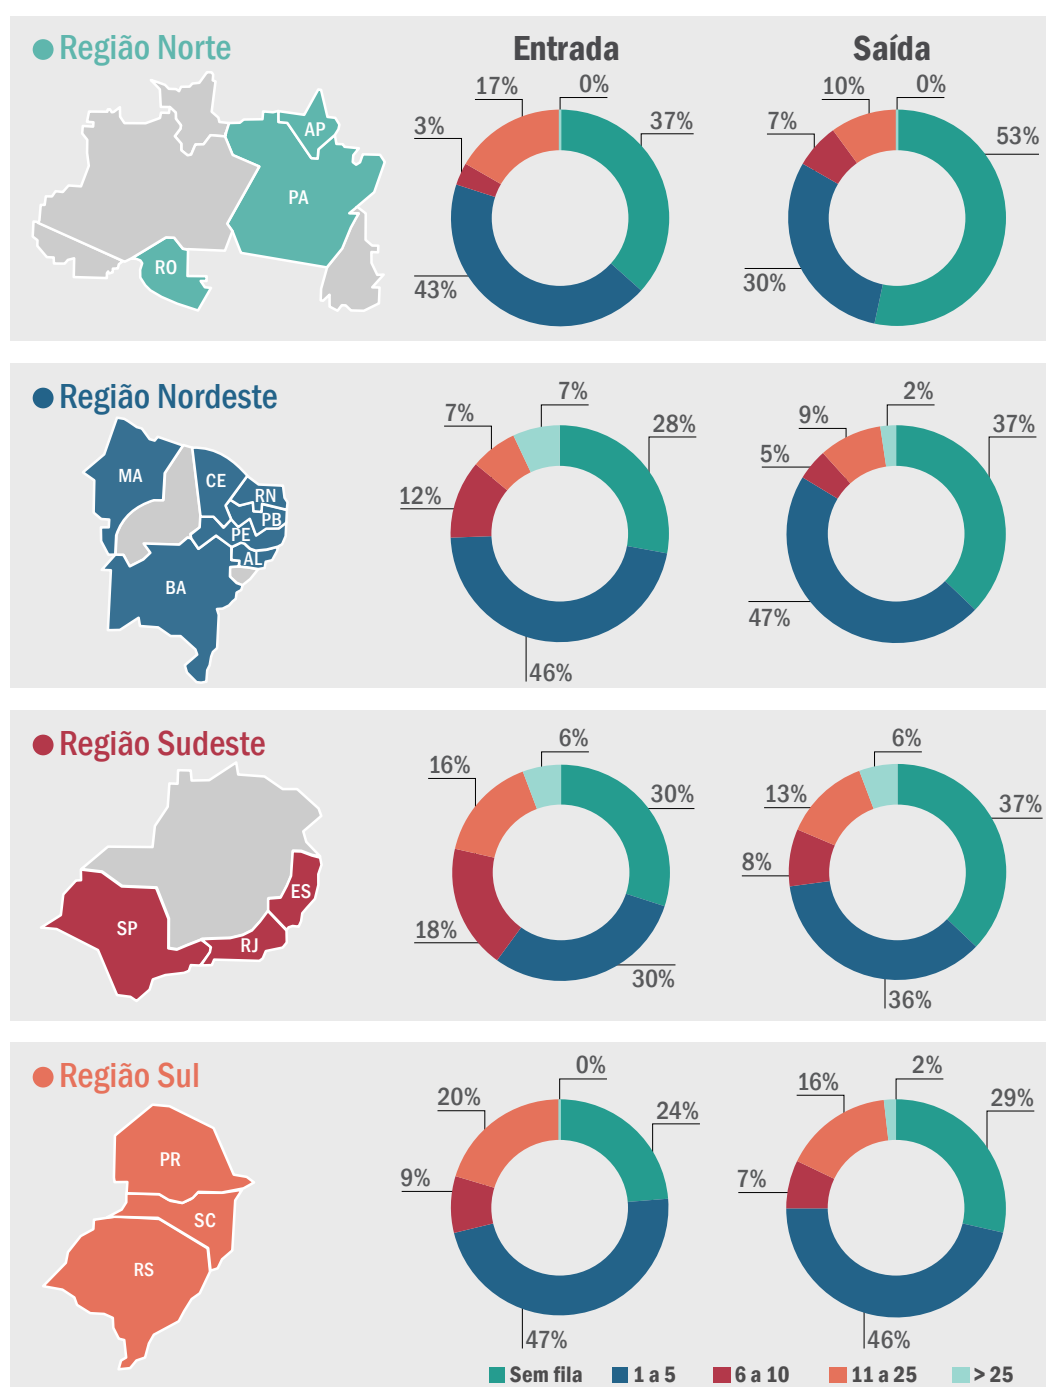 Região Norte
Entrada
Saída
17%
0%
3%
37%
43%
10%
0%
7%
53%
30%
AP
PA
RO
Região Nordeste
7%
7%
28%
12%
46%
2%
9%
37%
5%
47%
MA
CE
RN
PB
PE
AL
BA
Região Sudeste
6%
16%
30%
18%
30%
6%
13%
37%
8%
36%
ES
SP
RJ
Região Sul
0%
20%
24%
9%
47%
2%
16%
29%
7%
46%
PR
SC
RS
Sem fila
1 a 5
6 a 10
11 a 25
> 25